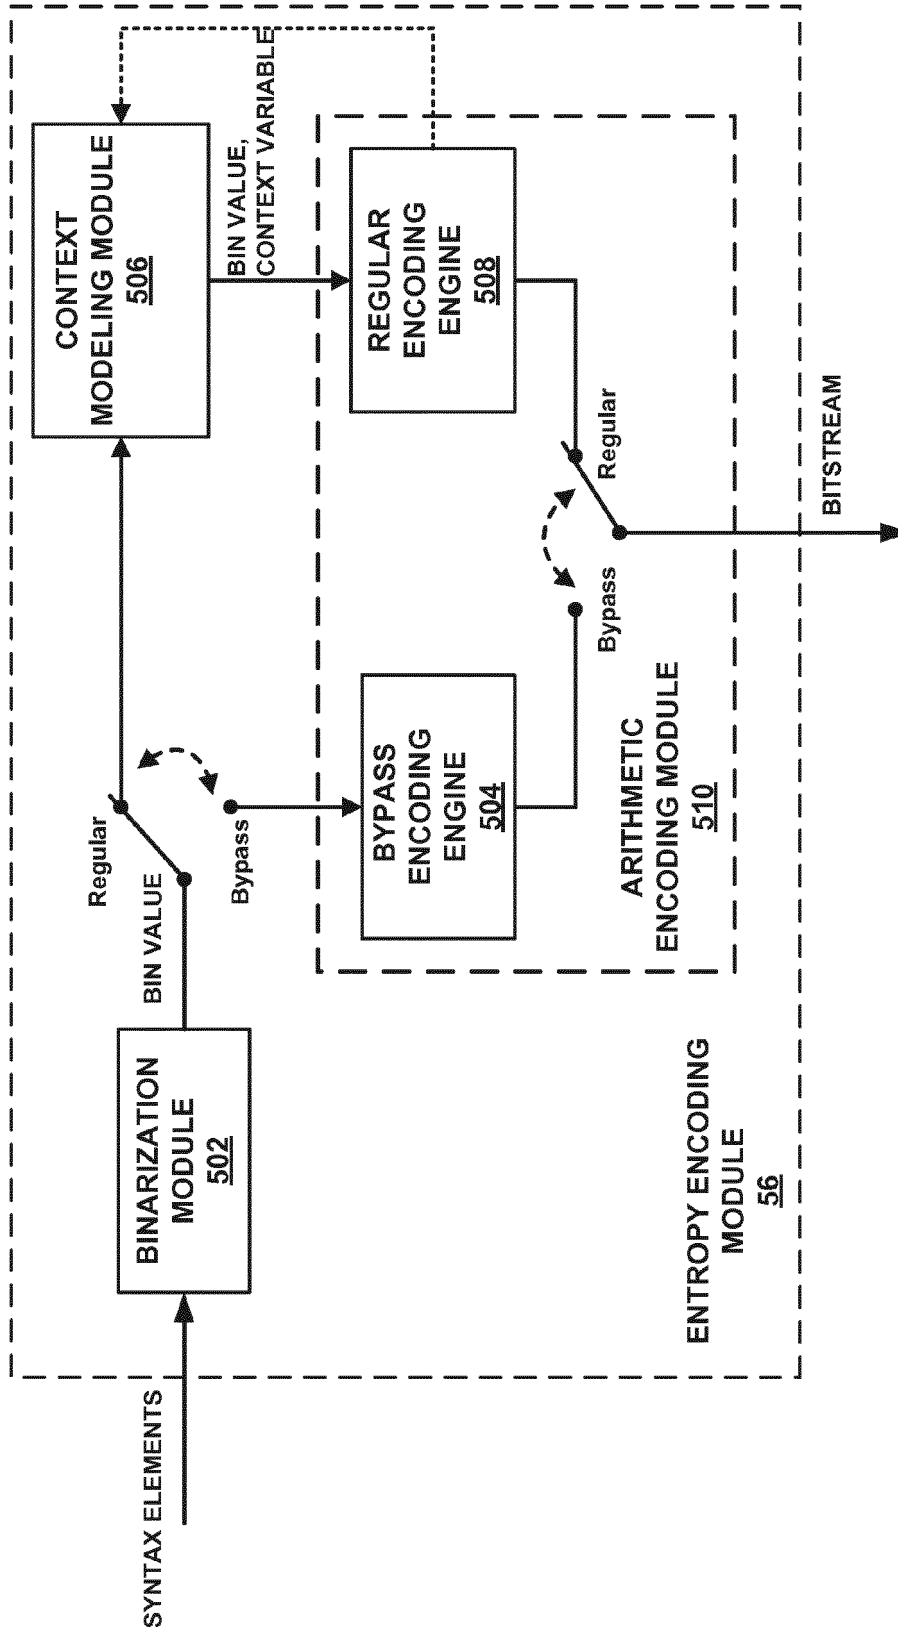 SYNTAX ELEMENTS
BINARIZATION
MODULE
502
BIN VALUE
Regular
Bypass
CONTEXT
MODELING MODULE
506
BIN VALUE,
CONTEXT VARIABLE
BYPASS
ENCODING
ENGINE
504
REGULAR
ENCODING
ENGINE
508
Bypass
Regular
ARITHMETIC
ENCODING MODULE
510
ENTROPY ENCODING
MODULE
56
BITSTREAM